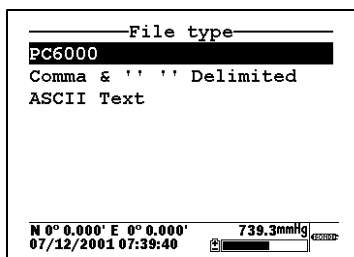 File type
PC6000
Comma & '' '' Delimited
ASCII Text
N 0° 0.000' E 0° 0.000' 739.3mmHg
07/12/2001 07:39:40